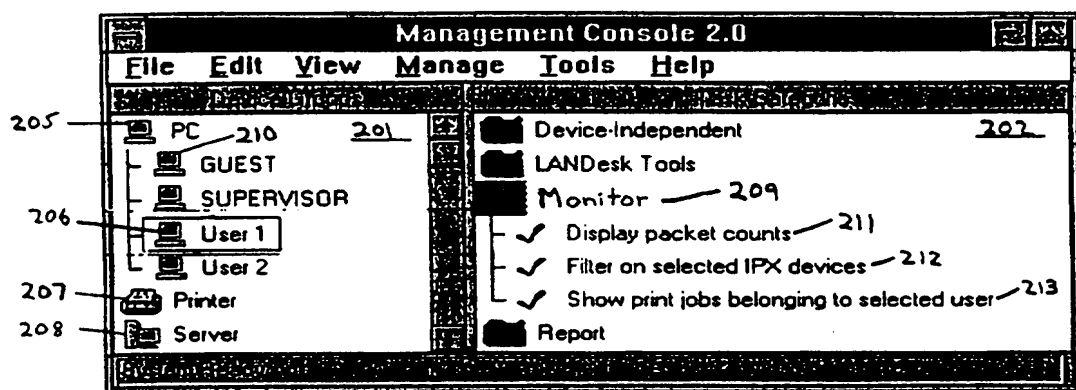 Management Console 2.0
File Edit View Manage Tools Help
205 PC 210 201
GUEST
SUPERVISOR
206 User 1
User 2
207 Printer
208 Server
Device-Independent 202
LANDesk Tools
Monitor 209
Display packet counts 211
Filter on selected IPX devices 212
Show print jobs belonging to selected user 213
Report